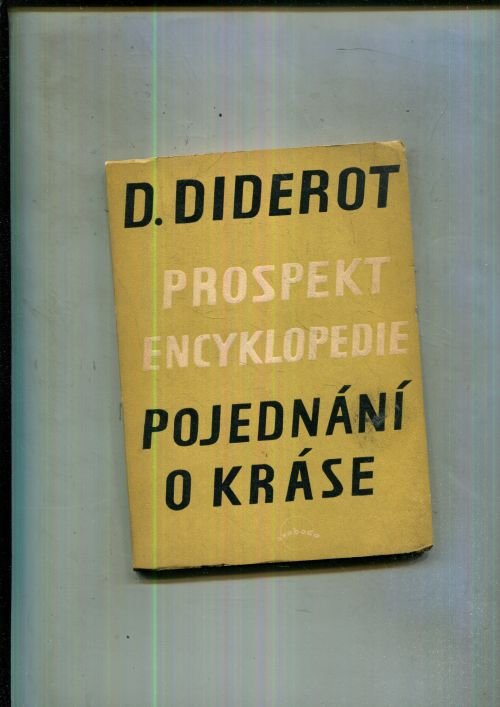 D. DIDEROT
PROSPEKT
ENCYKLOPEDIE
POJEDNÁNÍ
O KRÁSE
svoboda